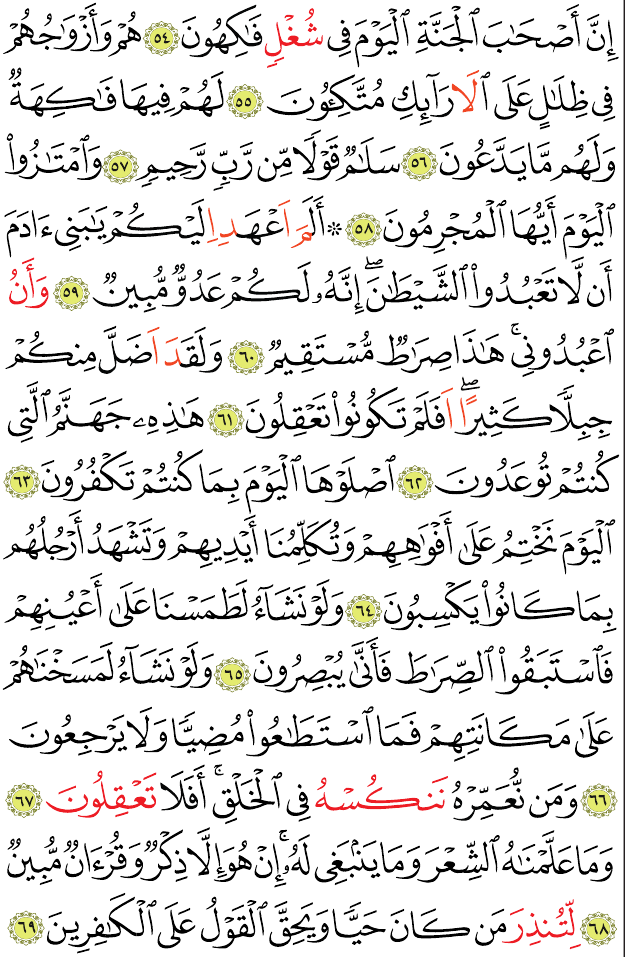 إِنَّ أَصْحَٰبَ ٱلْجَنَّةِ ٱلْيَوْمَ فِى شُغْلٍ فَٰكِهُونَ ٥٤ هُمْ وَأَزْوَٰجُهُمْ
فِى ظِلَٰلٍ عَلَى ٱلَارَآئِكِ مُتَّكِـُٔونَ ٥٥ لَهُمْ فِيهَا فَٰكِهَةٌ
وَلَهُم مَّا يَدَّعُونَ ٥٦ سَلَٰمٌ قَوْلًا مِّن رَّبٍّ رَّحِيمٍ ٥٧ وَٱمْتَٰزُوا۟
ٱلْيَوْمَ أَيُّهَا ٱلْمُجْرِمُونَ ٥٨ ۞ أَلَمَ اَعْهَدِ اِلَيْكُمْ يَٰبَنِى ءَادَمَ
أَن لَّا تَعْبُدُوا۟ ٱلشَّيْطَٰنَ ۖ إِنَّهُۥ لَكُمْ عَدُوٌّ مُّبِينٌ ٥٩ وَأَنُ
ٱعْبُدُونِى ۚ هَٰذَا صِرَٰطٌ مُّسْتَقِيمٌ ٦٠ وَلَقَدَ اَضَلَّ مِنكُمْ
جِبِلًّا كَثِيرًا ۖ اَفَلَمْ تَكُونُوا۟ تَعْقِلُونَ ٦١ هَٰذِهِۦ جَهَنَّمُ ٱلَّتِى
كُنتُمْ تُوعَدُونَ ٦٢ ٱصْلَوْهَا ٱلْيَوْمَ بِمَا كُنتُمْ تَكْفُرُونَ ٦٣
ٱلْيَوْمَ نَخْتِمُ عَلَىٰ أَفْوَٰهِهِمْ وَتُكَلِّمُنَا أَيْدِيهِمْ وَتَشْهَدُ أَرْجُلُهُم
بِمَا كَانُوا۟ يَكْسِبُونَ ٦٤ وَلَوْ نَشَآءُ لَطَمَسْنَا عَلَىٰ أَعْيُنِهِمْ
فَٱسْتَبَقُوا۟ ٱلصِّرَٰطَ فَأَنَّىٰ يُبْصِرُونَ ٦٥ وَلَوْ نَشَآءُ لَمَسَخْنَٰهُمْ
عَلَىٰ مَكَانَتِهِمْ فَمَا ٱسْتَطَٰعُوا۟ مُضِيًّا وَلَا يَرْجِعُونَ
٦٦ وَمَن نُّعَمِّرْهُ نَنكُسْهُ فِى ٱلْخَلْقِ ۚ أَفَلَا تَعْقِلُونَ ٦٧
وَمَا عَلَّمْنَٰهُ ٱلشِّعْرَ وَمَا يَنۢبَغِى لَهُۥ ۚ إِنْ هُوَ إِلَّا ذِكْرٌ وَقُرْءَانٌ مُّبِينٌ
٦٨ لِّتُنذِرَ مَن كَانَ حَيًّا وَيَحِقَّ ٱلْقَوْلُ عَلَى ٱلْكَٰفِرِينَ ٦٩